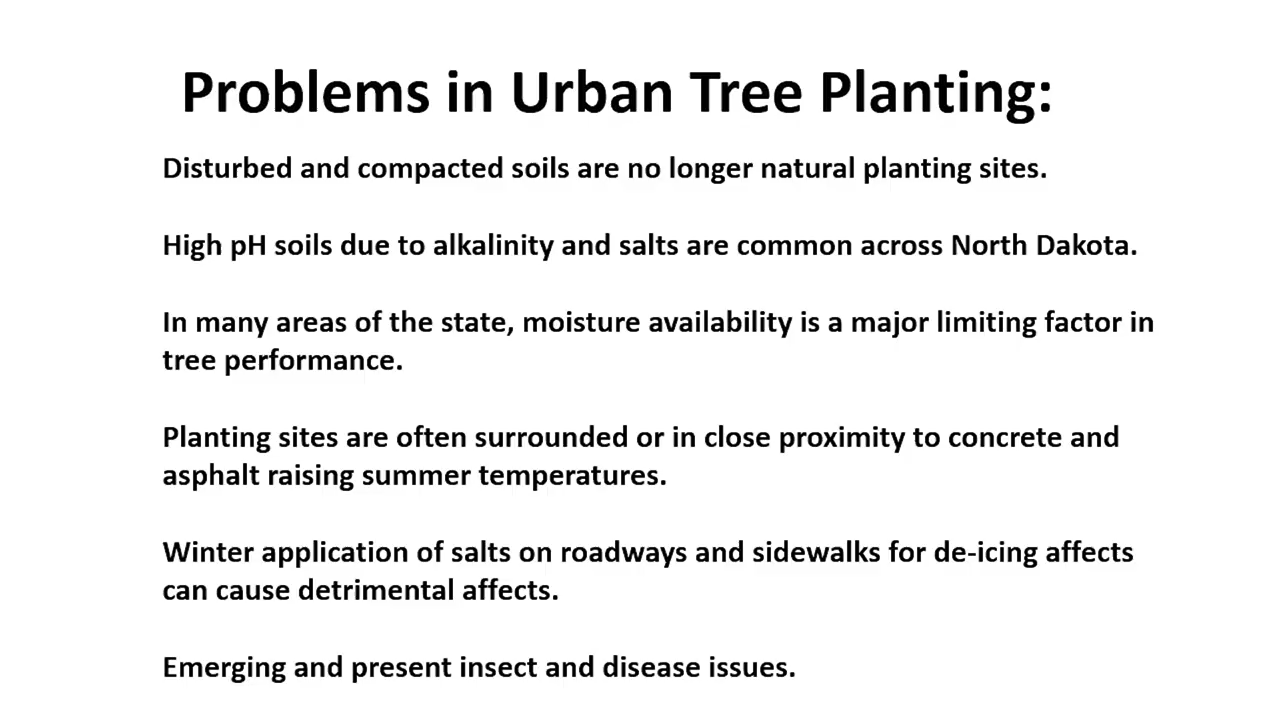 Problems in Urban Tree Planting:
Disturbed and compacted soils are no longer natural planting sites.
High pH soils due to alkalinity and salts are common across North Dakota.
In many areas of the state, moisture availability is a major limiting factor in
tree performance.
Planting sites are often surrounded or in close proximity to concrete and
asphalt raising summer temperatures.
Winter application of salts on roadways and sidewalks for de-icing affects
can cause detrimental affects.
Emerging and present insect and disease issues.